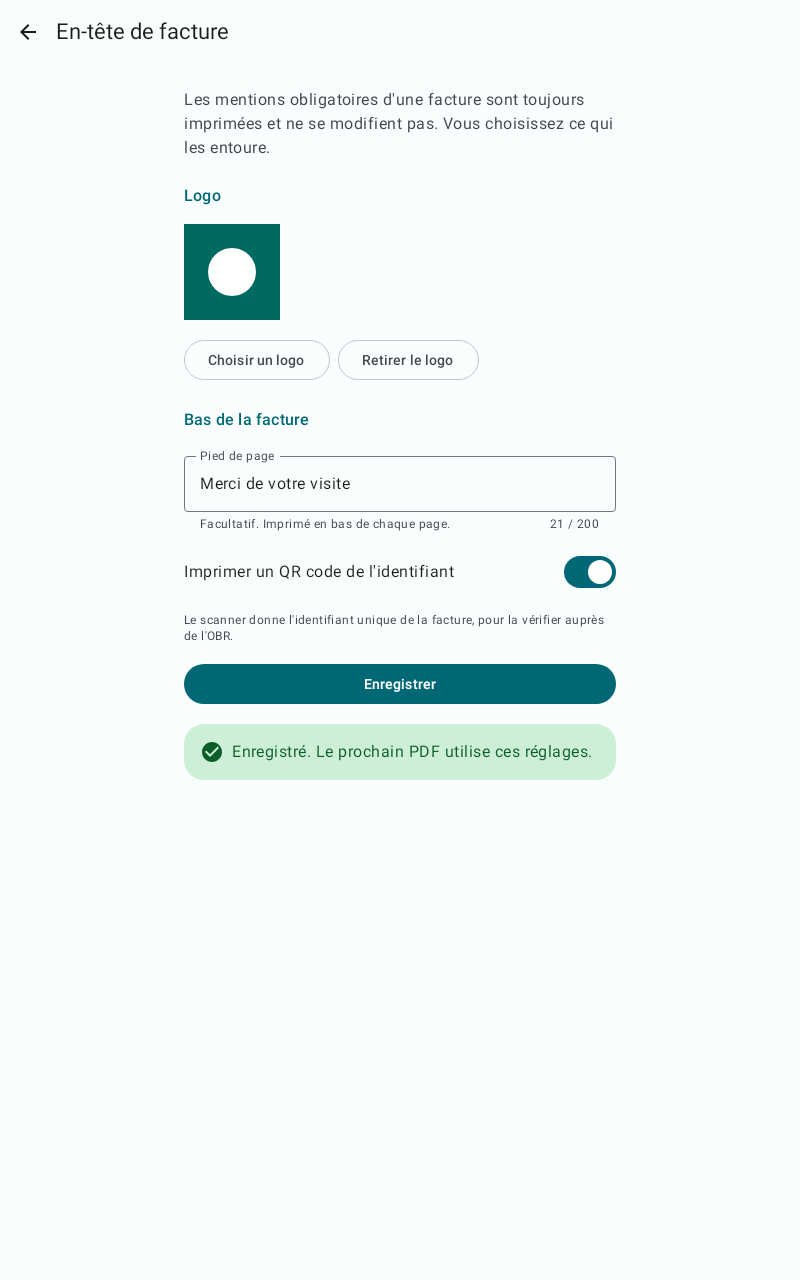 En-tête de facture
Les mentions obligatoires d'une facture sont toujours
imprimées et ne se modifient pas. Vous choisissez ce qui
les entoure.
Logo
Choisir un logo
Retirer le logo
Bas de la facture
Pied de page
Merci de votre visite
Facultatif. Imprimé en bas de chaque page.
21 / 200
Imprimer un QR code de l'identifiant
Le scanner donne l'identifiant unique de la facture, pour la vérifier auprès
de l'OBR.
Enregistrer
Enregistré. Le prochain PDF utilise ces réglages.